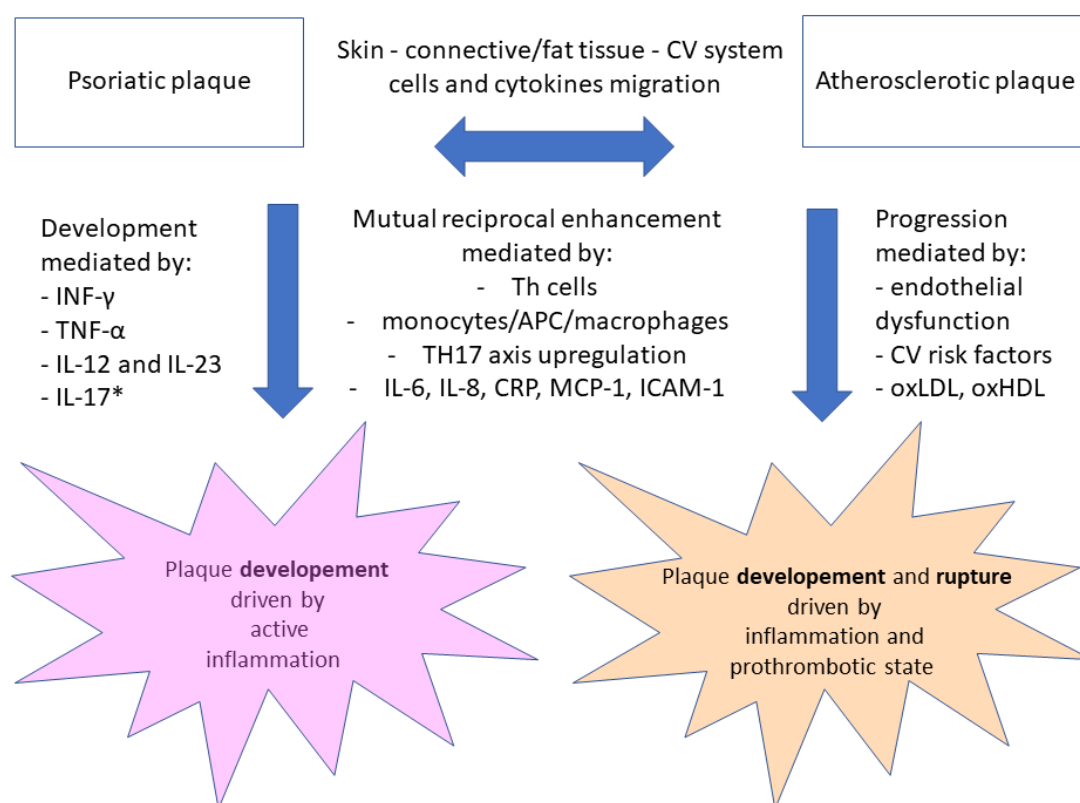 Psoriatic plaque
Skin - connective/fat tissue - CV system
cells and cytokines migration
Atherosclerotic plaque
Development
mediated by:
- INF-γ
- TNF-α
- IL-12 and IL-23
- IL-17*
Mutual reciprocal enhancement
mediated by:
- Th cells
- monocytes/APC/macrophages
- TH17 axis upregulation
- IL-6, IL-8, CRP, MCP-1, ICAM-1
Progression
mediated by:
- endothelial
dysfunction
- CV risk factors
- oxLDL, oxHDL
Plaque developement
driven by
active
inflammation
Plaque developement and rupture
driven by
inflammation and
prothrombotic state